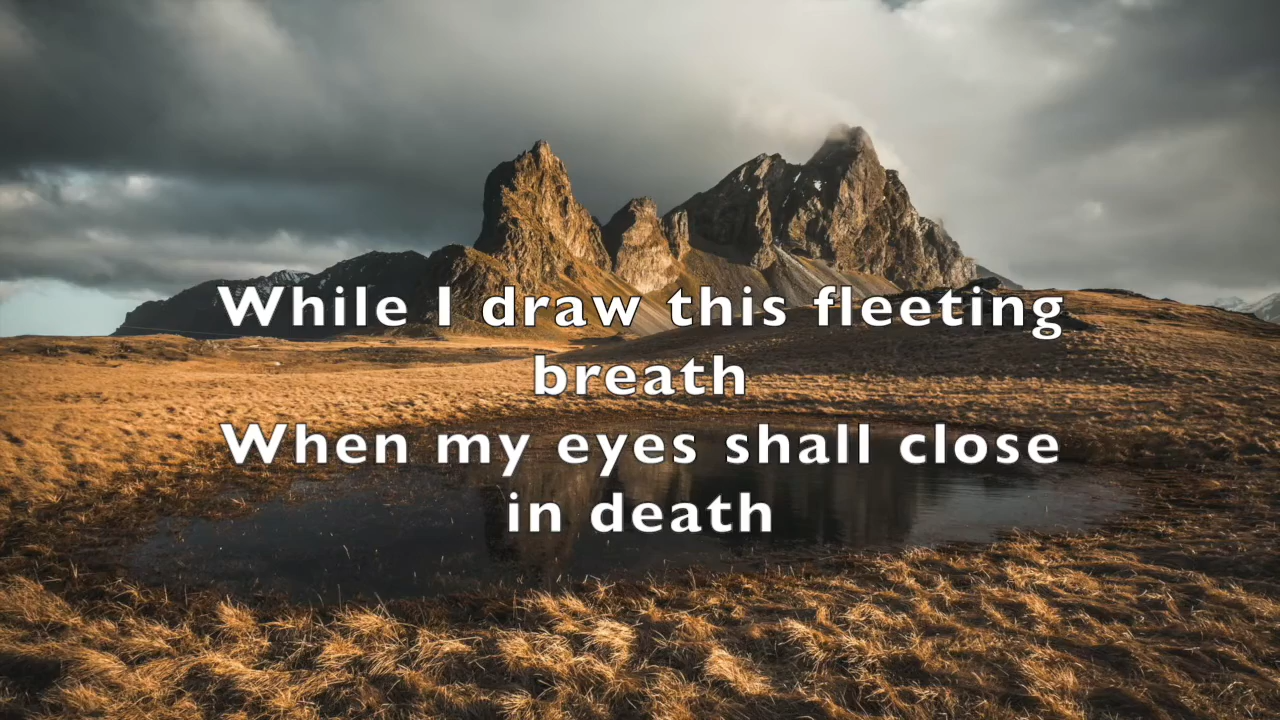 While I draw this fleeting
breath
When my eyes shall close
in death